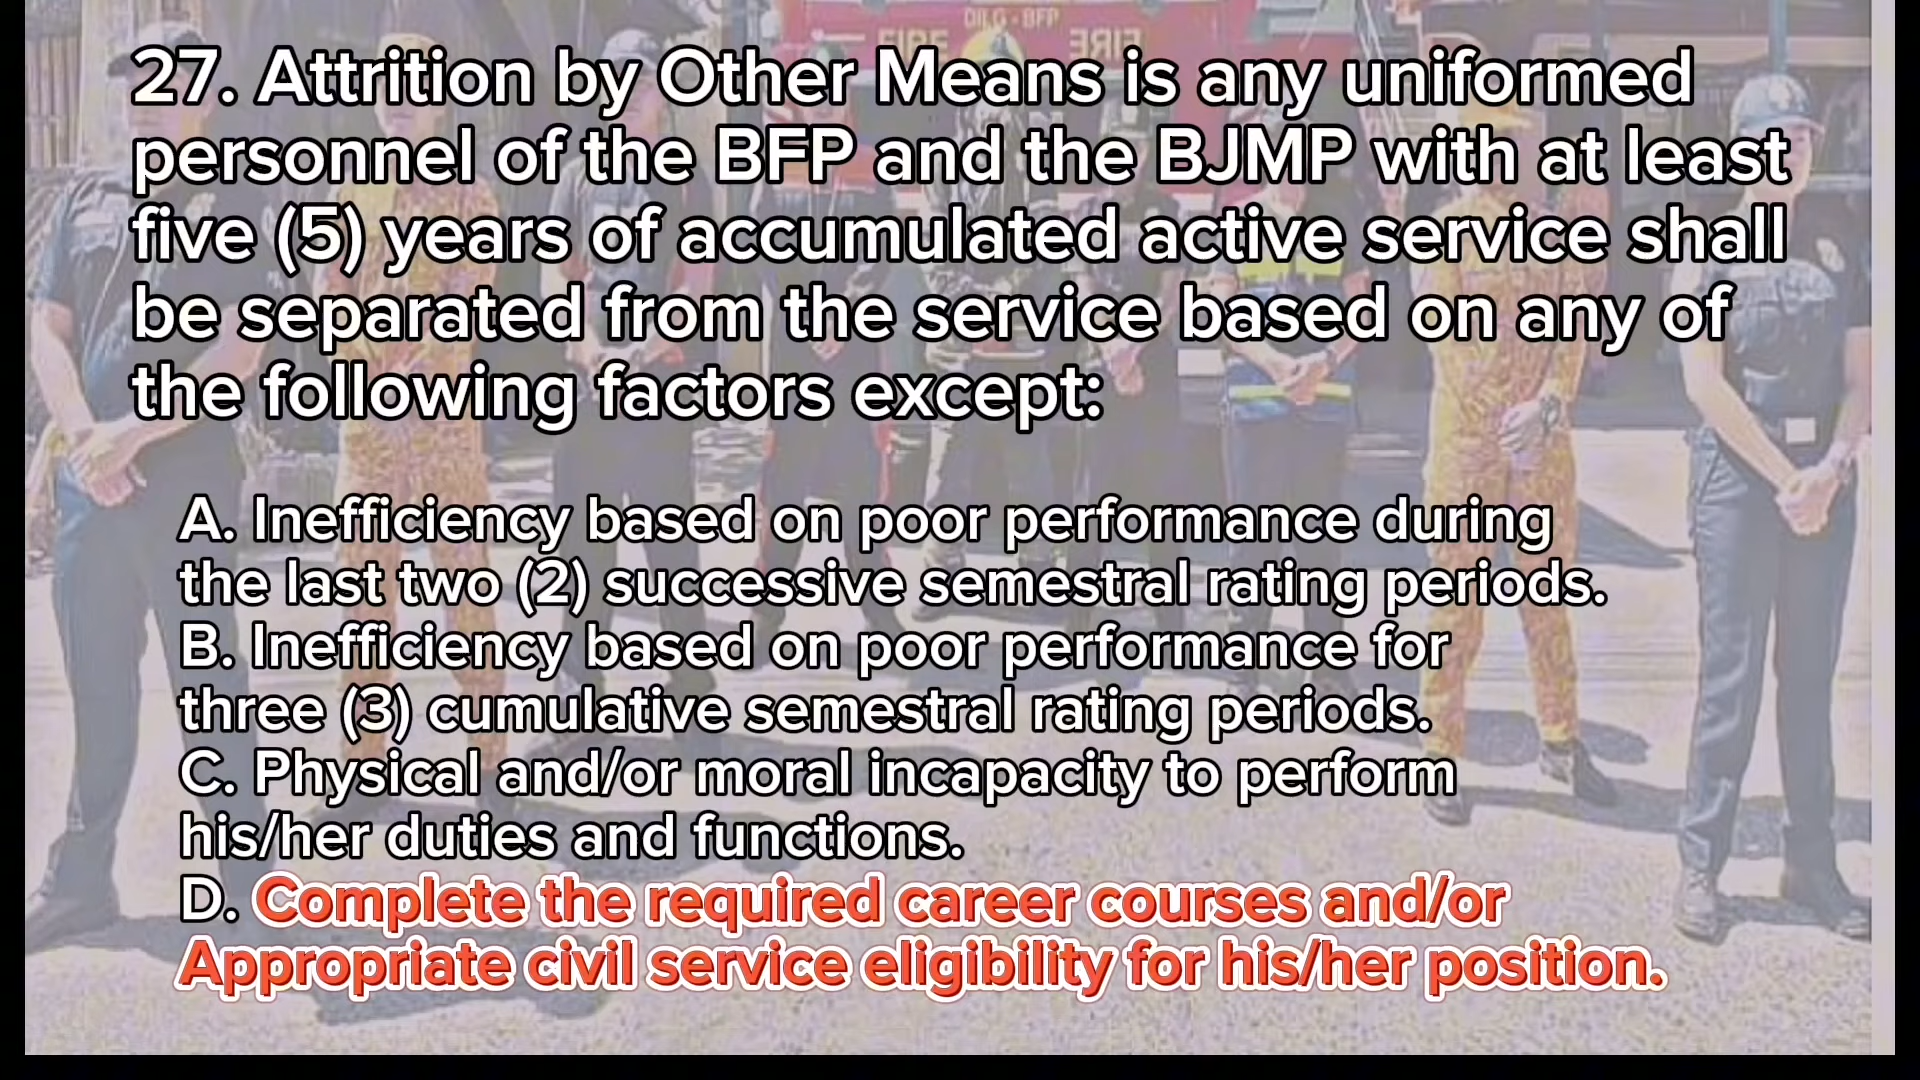 DILG - BFP
FIRE
27. Attrition by Other Means is any uniformed
personnel of the BFP and the BJMP with at least
five (5) years of accumulated active service shall
be separated from the service based on any of
the following factors except:
A. Inefficiency based on poor performance during
the last two (2) successive semestral rating periods.
B. Inefficiency based on poor performance for
three (3) cumulative semestral rating periods.
C. Physical and/or moral incapacity to perform
his/her duties and functions.
D. Complete the required career courses and/or
Appropriate civil service eligibility for his/her position.